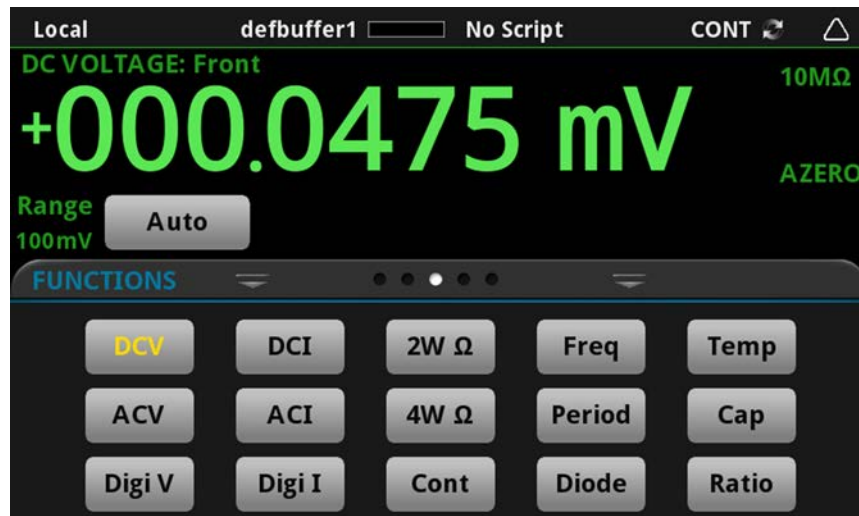 Local defbuffer1 No Script CONT
DC VOLTAGE: Front
10MΩ
+000.0475 mV
AZERO
Range
100mV
Auto
FUNCTIONS
DCV DCI 2W Ω Freq Temp
ACV ACI 4W Ω Period Cap
Digi V Digi I Cont Diode Ratio